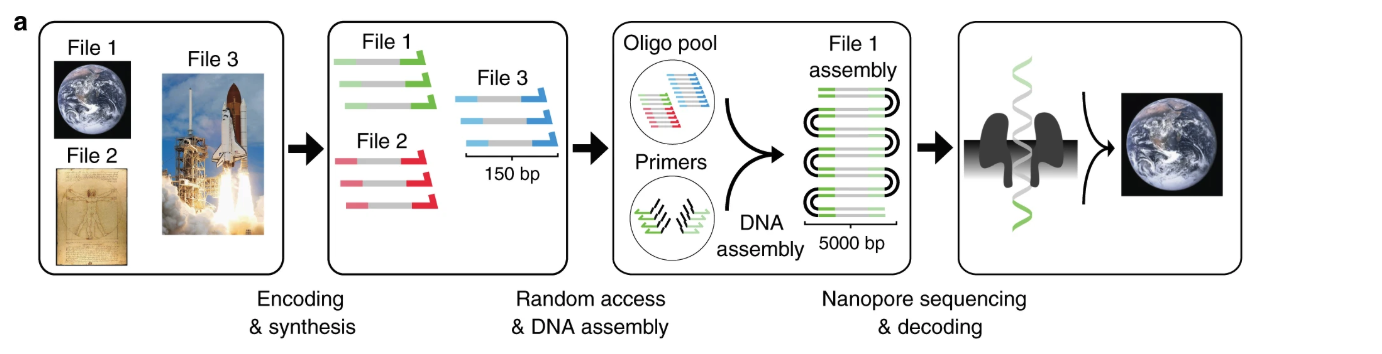 a
File 1
File 3
File 2
File 1
File 3
File 2
150 bp
Oligo pool
Primers
File 1
assembly
DNA
assembly
5000 bp
Encoding
& synthesis
Random access
& DNA assembly
Nanopore sequencing
& decoding